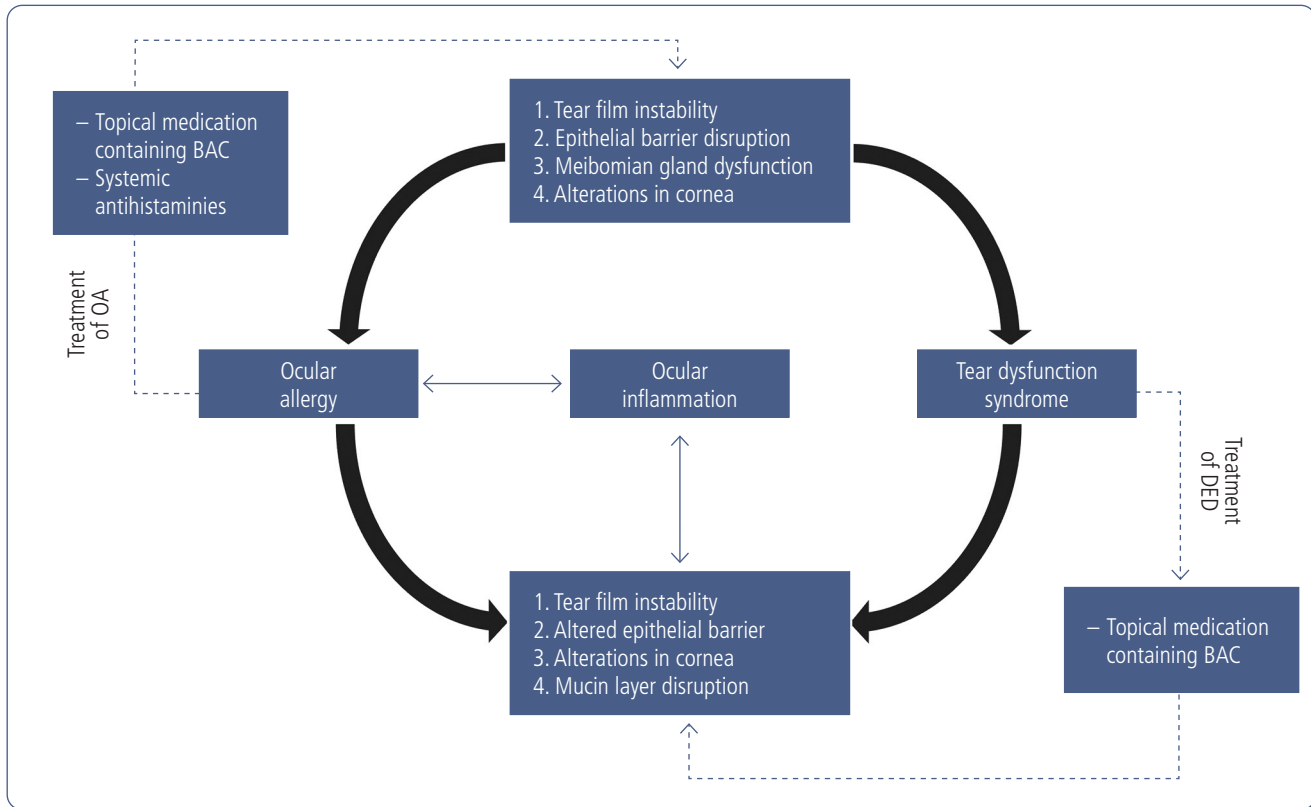 – Topical medication
containing BAC
– Systemic
antihistaminies
1. Tear film instability
2. Epithelial barrier disruption
3. Meibomian gland dysfunction
4. Alterations in cornea
Treatment
of OA
Ocular
allergy
Ocular
inflammation
Tear dysfunction
syndrome
Treatment
of DED
1. Tear film instability
2. Altered epithelial barrier
3. Alterations in cornea
4. Mucin layer disruption
– Topical medication
containing BAC